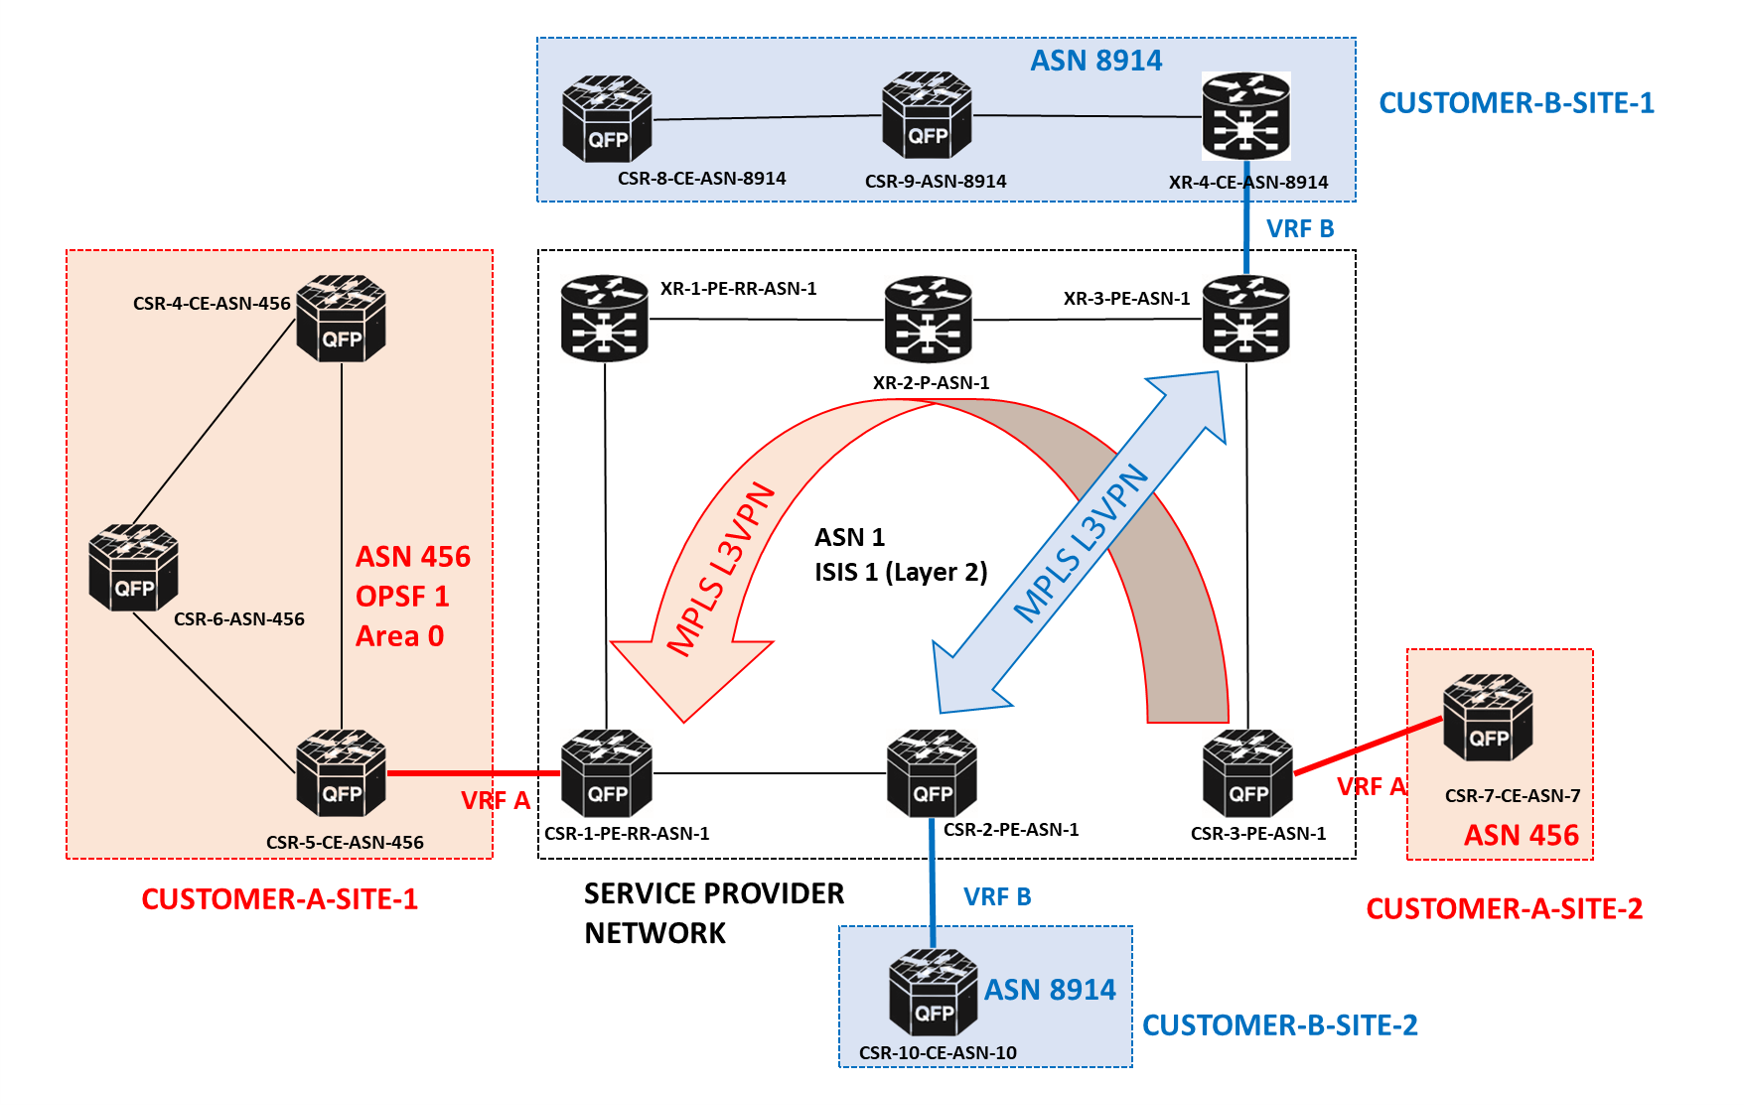 ASN 8914
CUSTOMER-B-SITE-1
QFP
QFP
CSR-8-CE-ASN-8914
CSR-9-ASN-8914
XR-4-CE-ASN-8914
VRF B
CSR-4-CE-ASN-456
QFP
XR-1-PE-RR-ASN-1
XR-3-PE-ASN-1
XR-2-P-ASN-1
QFP
CSR-6-ASN-456
ASN 456
OPSF 1
Area 0
MPLS L3VPN
ASN 1
ISIS 1 (Layer 2)
MPLS L3VPN
QFP
CSR-5-CE-ASN-456
VRF A
QFP
CSR-1-PE-RR-ASN-1
QFP
CSR-2-PE-ASN-1
QFP
CSR-3-PE-ASN-1
VRF A
QFP
CSR-7-CE-ASN-7
ASN 456
CUSTOMER-A-SITE-1
SERVICE PROVIDER
NETWORK
VRF B
CUSTOMER-A-SITE-2
QFP
ASN 8914
CSR-10-CE-ASN-10
CUSTOMER-B-SITE-2